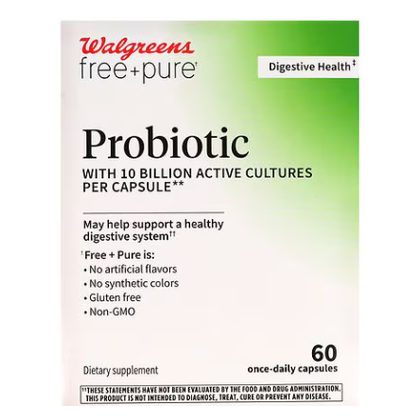 Walgreens
free+pure†
Digestive Health‡
Probiotic
WITH 10 BILLION ACTIVE CULTURES
PER CAPSULE**
May help support a healthy
digestive system††
†Free + Pure is:
• No artificial flavors
• No synthetic colors
• Gluten free
• Non-GMO
60
once-daily capsules
Dietary supplement
††THESE STATEMENTS HAVE NOT BEEN EVALUATED BY THE FOOD AND DRUG ADMINISTRATION.
THIS PRODUCT IS NOT INTENDED TO DIAGNOSE, TREAT, CURE OR PREVENT ANY DISEASE.